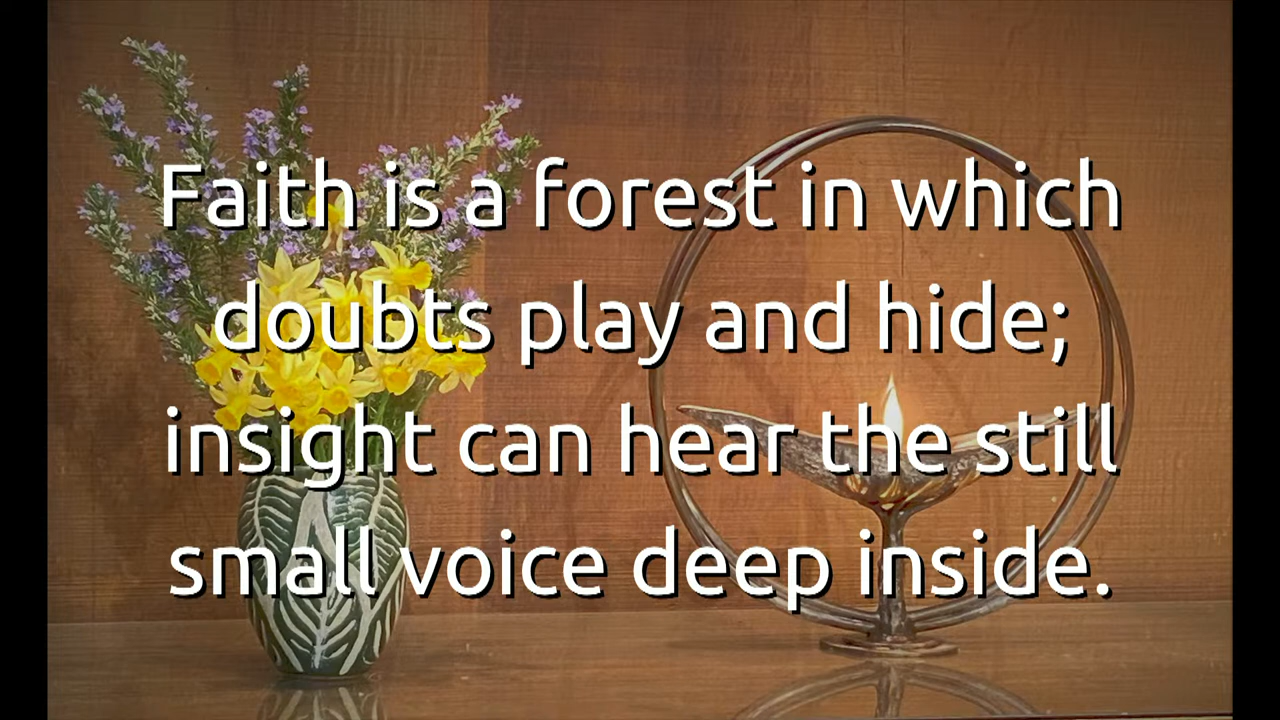 Faith is a forest in which
doubts play and hide;
insight can hear the still
small voice deep inside.